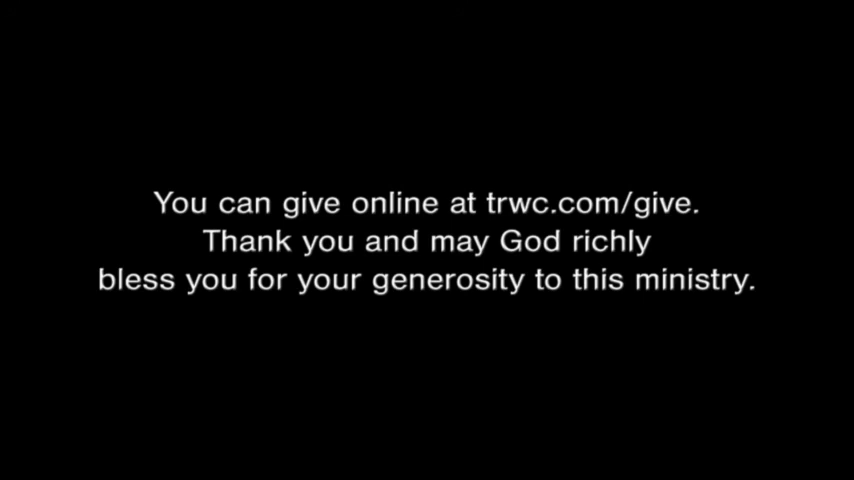 You can give online at trwc.com/give.
Thank you and may God richly
bless you for your generosity to this ministry.